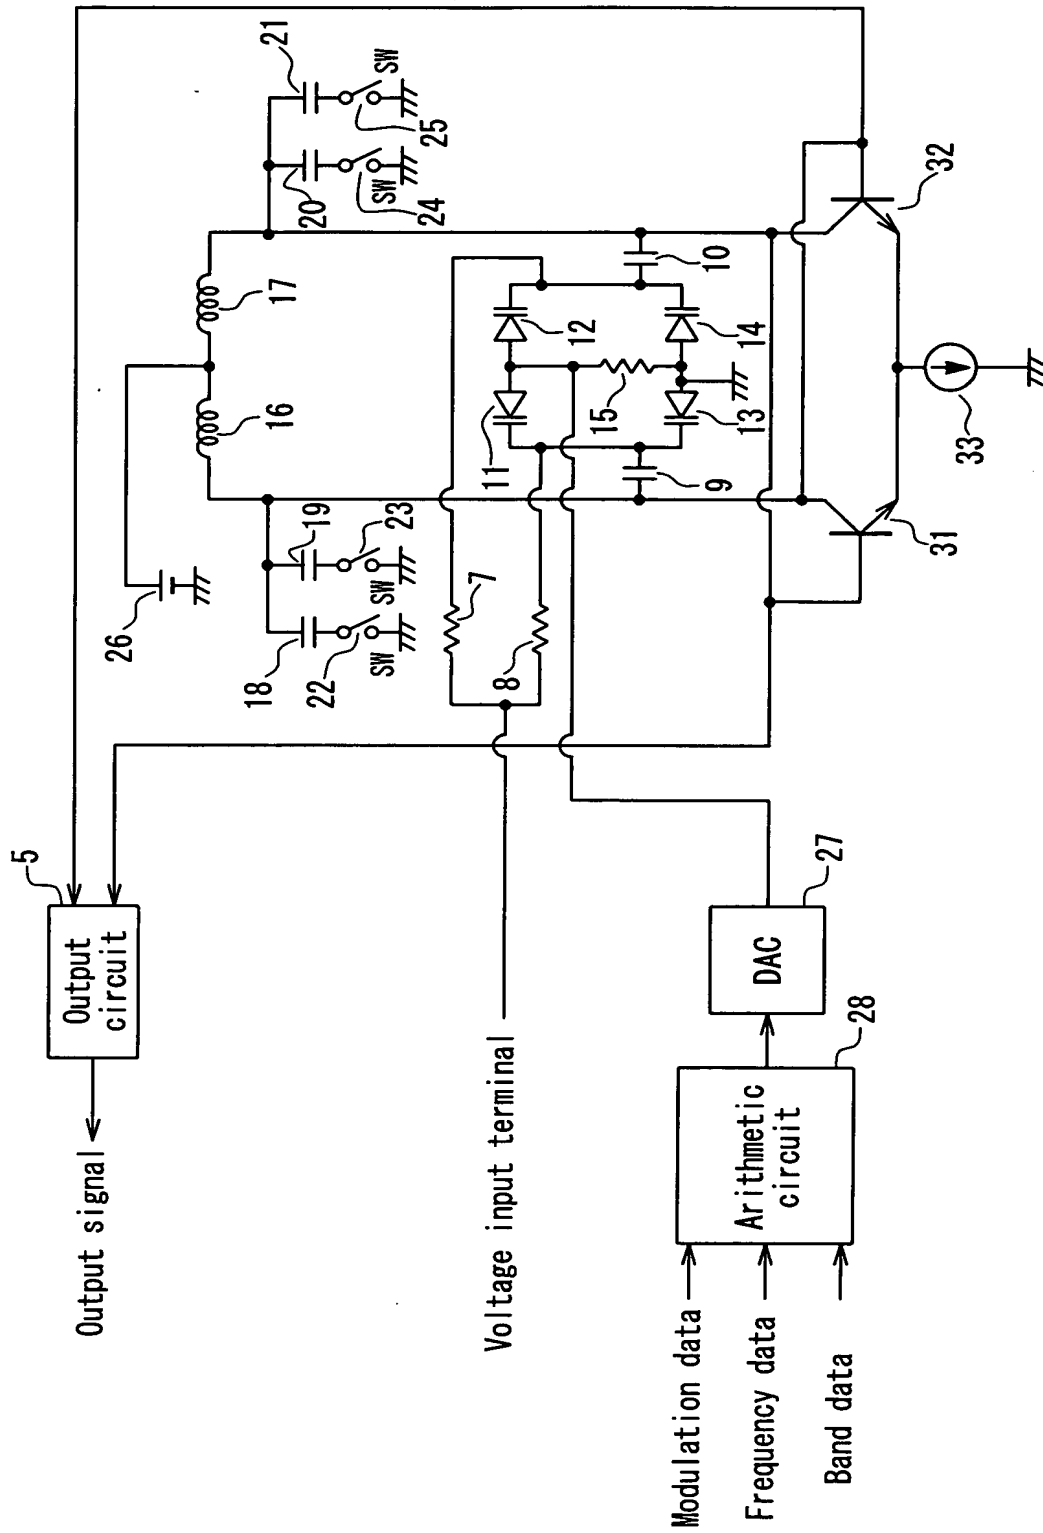 5
Output
circuit
Output signal
26
16
17
18
19
20
21
22
SW
SW
23
SW
24
SW
25
7
8
Voltage input terminal
11
12
15
9
10
13
14
27
DAC
28
Arithmetic
circuit
Modulation data
Frequency data
Band data
31
32
33